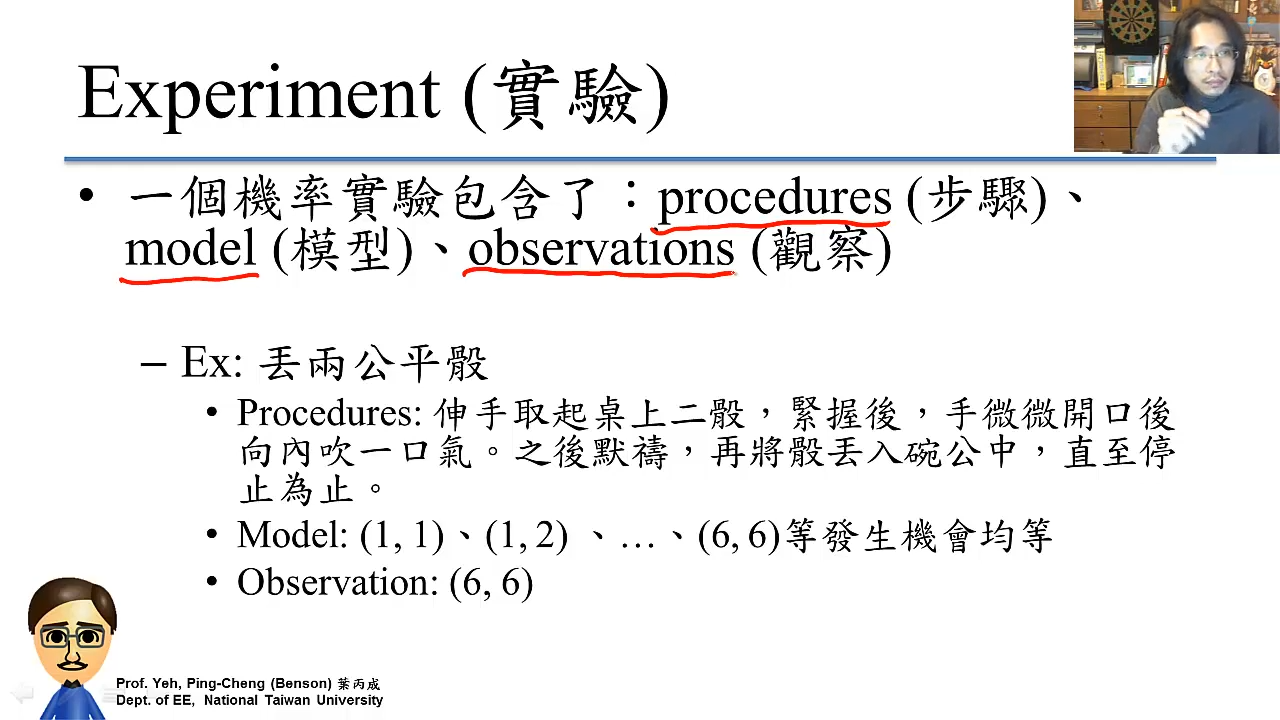 Experiment (實驗)
• 一個機率實驗包含了：procedures (步驟)、
model (模型)、observations (觀察)
– Ex: 丟兩公平骰
• Procedures: 伸手取起桌上二骰，緊握後，手微微開口後
向內吹一口氣。之後默禱，再將骰丟入碗公中，直至停
止為止。
• Model: (1, 1)、(1, 2) 、…、(6, 6)等發生機會均等
• Observation: (6, 6)
Prof. Yeh, Ping-Cheng (Benson) 葉丙成
Dept. of EE, National Taiwan University